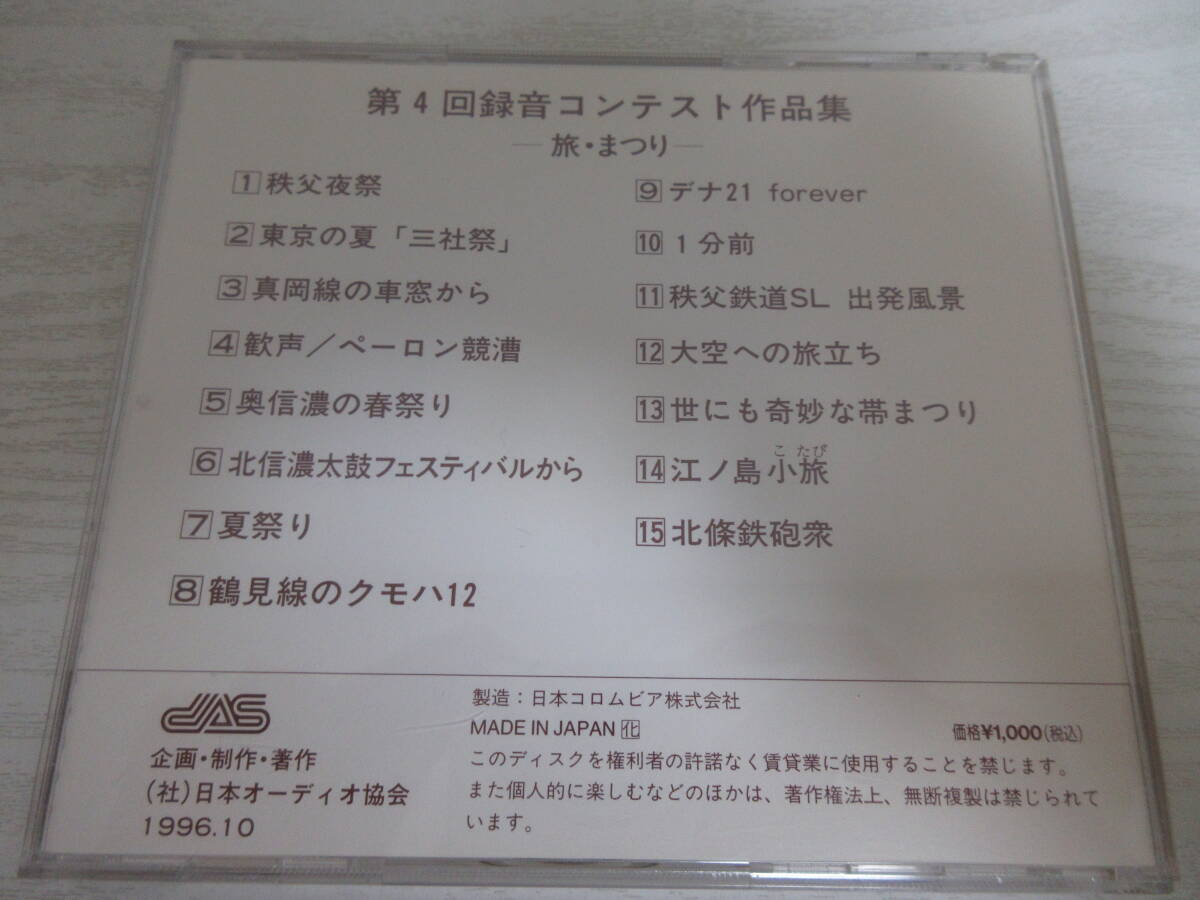 第4回録音コンテスト作品集
―旅・まつり―
1 秩父夜祭
2 東京の夏「三社祭」
3 真岡線の車窓から
4 歓声／ペーロン競漕
5 奥信濃の春祭り
6 北信濃太鼓フェスティバルから
7 夏祭り
8 鶴見線のクモハ12
9 デナ21 forever
10 1分前
11 秩父鉄道SL 出発風景
12 大空への旅立ち
13 世にも奇妙な帯まつり
こたび
14 江ノ島小旅
15 北條鉄砲衆
JAS
企画・制作・著作
(社)日本オーディオ協会
1996.10
製造：日本コロムビア株式会社
MADE IN JAPAN 化
価格¥1,000(税込)
このディスクを権利者の許諾なく賃貸業に使用することを禁じます。
また個人的に楽しむなどのほかは、著作権法上、無断複製は禁じられて
います。